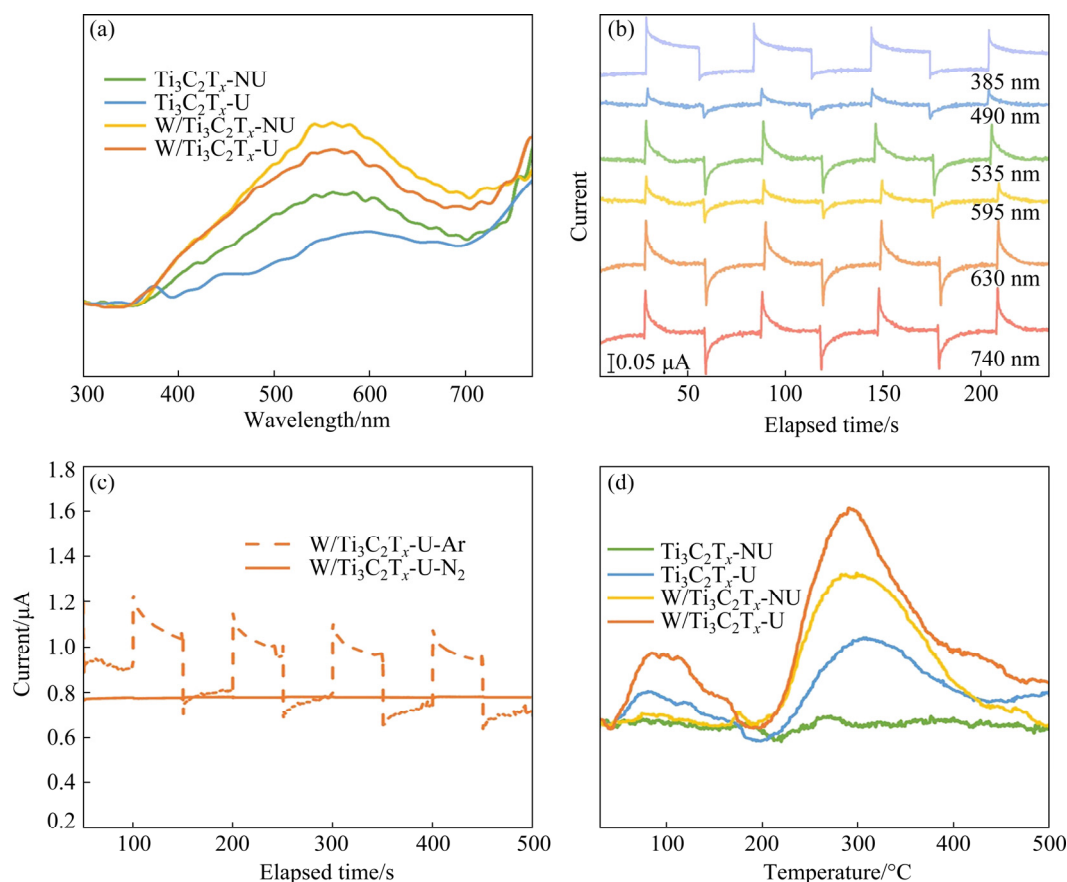 (a)
Ti₃C₂Tₓ-NU
Ti₃C₂Tₓ-U
W/Ti₃C₂Tₓ-NU
W/Ti₃C₂Tₓ-U
300 400 500 600 700
Wavelength/nm
(b)
Current
385 nm
490 nm
535 nm
595 nm
630 nm
740 nm
0.05 μA
50 100 150 200
Elapsed time/s
(c)
Current/μA
1.8
1.6
1.4
1.2
1.0
0.8
0.6
0.4
0.2
W/Ti₃C₂Tₓ-U-Ar
W/Ti₃C₂Tₓ-U-N₂
100 200 300 400 500
Elapsed time/s
(d)
Ti₃C₂Tₓ-NU
Ti₃C₂Tₓ-U
W/Ti₃C₂Tₓ-NU
W/Ti₃C₂Tₓ-U
100 200 300 400 500
Temperature/°C